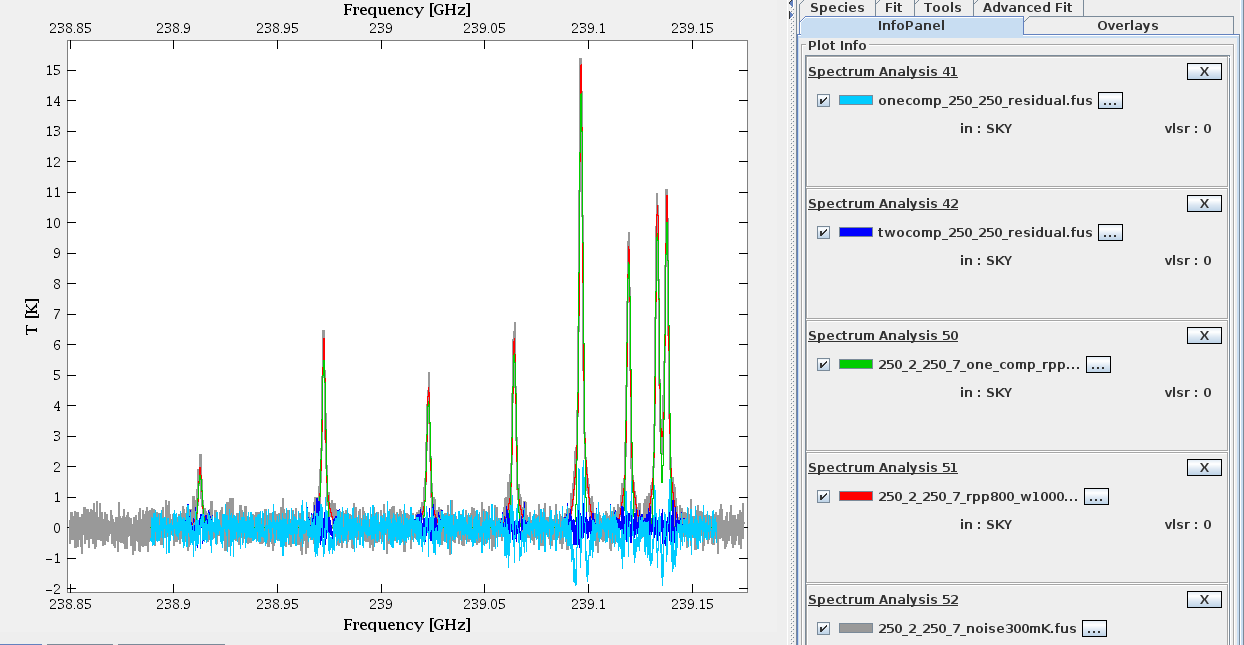 Frequency [GHz]
238.85 238.9 238.95 239 239.05 239.1 239.15
15
14
13
12
11
10
9
8
7
6
5
4
3
2
1
0
−1
−2
T [K]
238.85 238.9 238.95 239 239.05 239.1 239.15
Frequency [GHz]
Species Fit Tools Advanced Fit
InfoPanel Overlays
Plot Info
Spectrum Analysis 41 X
onecomp_250_250_residual.fus ...
in : SKY vlsr : 0
Spectrum Analysis 42 X
twocomp_250_250_residual.fus ...
in : SKY vlsr : 0
Spectrum Analysis 50 X
250_2_250_7_one_comp_rpp... ...
in : SKY vlsr : 0
Spectrum Analysis 51 X
250_2_250_7_rpp800_w1000... ...
in : SKY vlsr : 0
Spectrum Analysis 52 X
250_2_250_7_noise300mK.fus ...